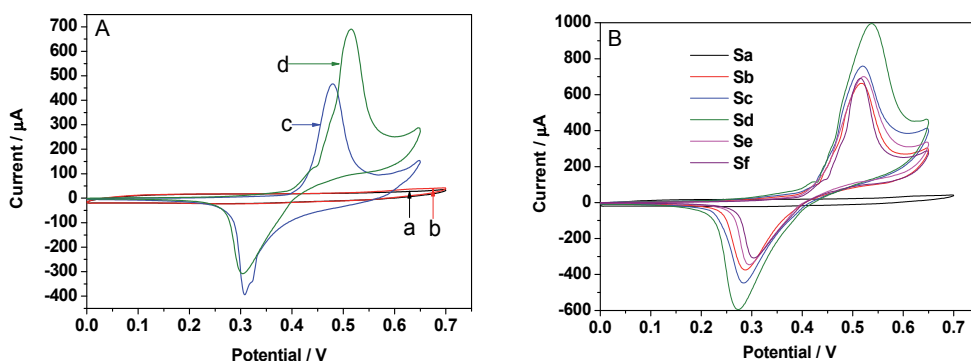 A
700
600
500
400
300
200
100
0
-100
-200
-300
-400
0.0 0.1 0.2 0.3 0.4 0.5 0.6 0.7
Current / µA
Potential / V
d
c
a b
B
1000
800
600
400
200
0
-200
-400
-600
0.0 0.1 0.2 0.3 0.4 0.5 0.6 0.7
Current / µA
Potential / V
Sa
Sb
Sc
Sd
Se
Sf